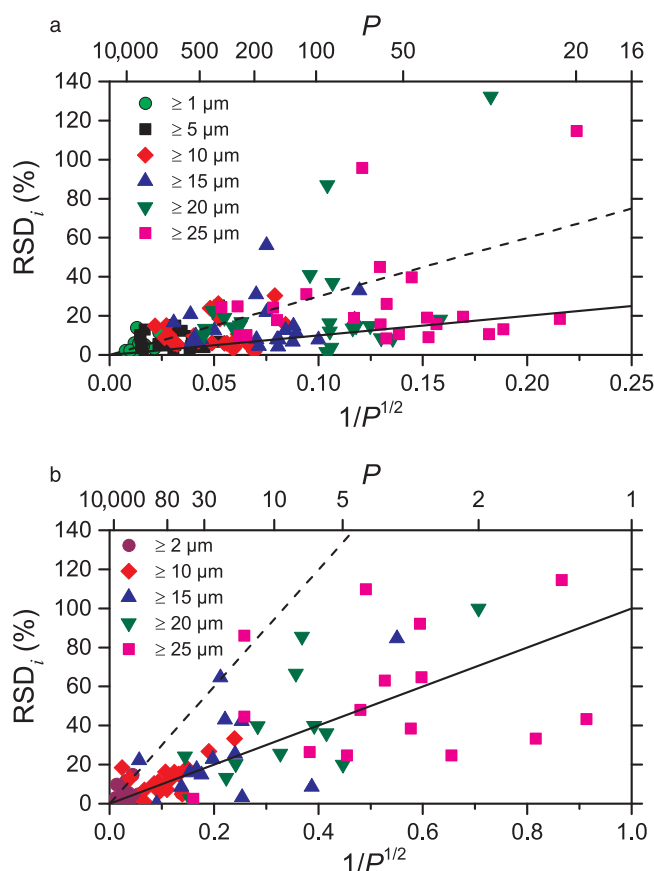 a
P
10,000 500 200 100 50 20 16
140
120
100
80
60
40
20
0
RSDi (%)
≥ 1 µm
≥ 5 µm
≥ 10 µm
≥ 15 µm
≥ 20 µm
≥ 25 µm
0.00 0.05 0.10 0.15 0.20 0.25
1/P1/2
b
P
10,000 80 30 10 5 2 1
140
120
100
80
60
40
20
0
RSDi (%)
≥ 2 µm
≥ 10 µm
≥ 15 µm
≥ 20 µm
≥ 25 µm
0.0 0.2 0.4 0.6 0.8 1.0
1/P1/2